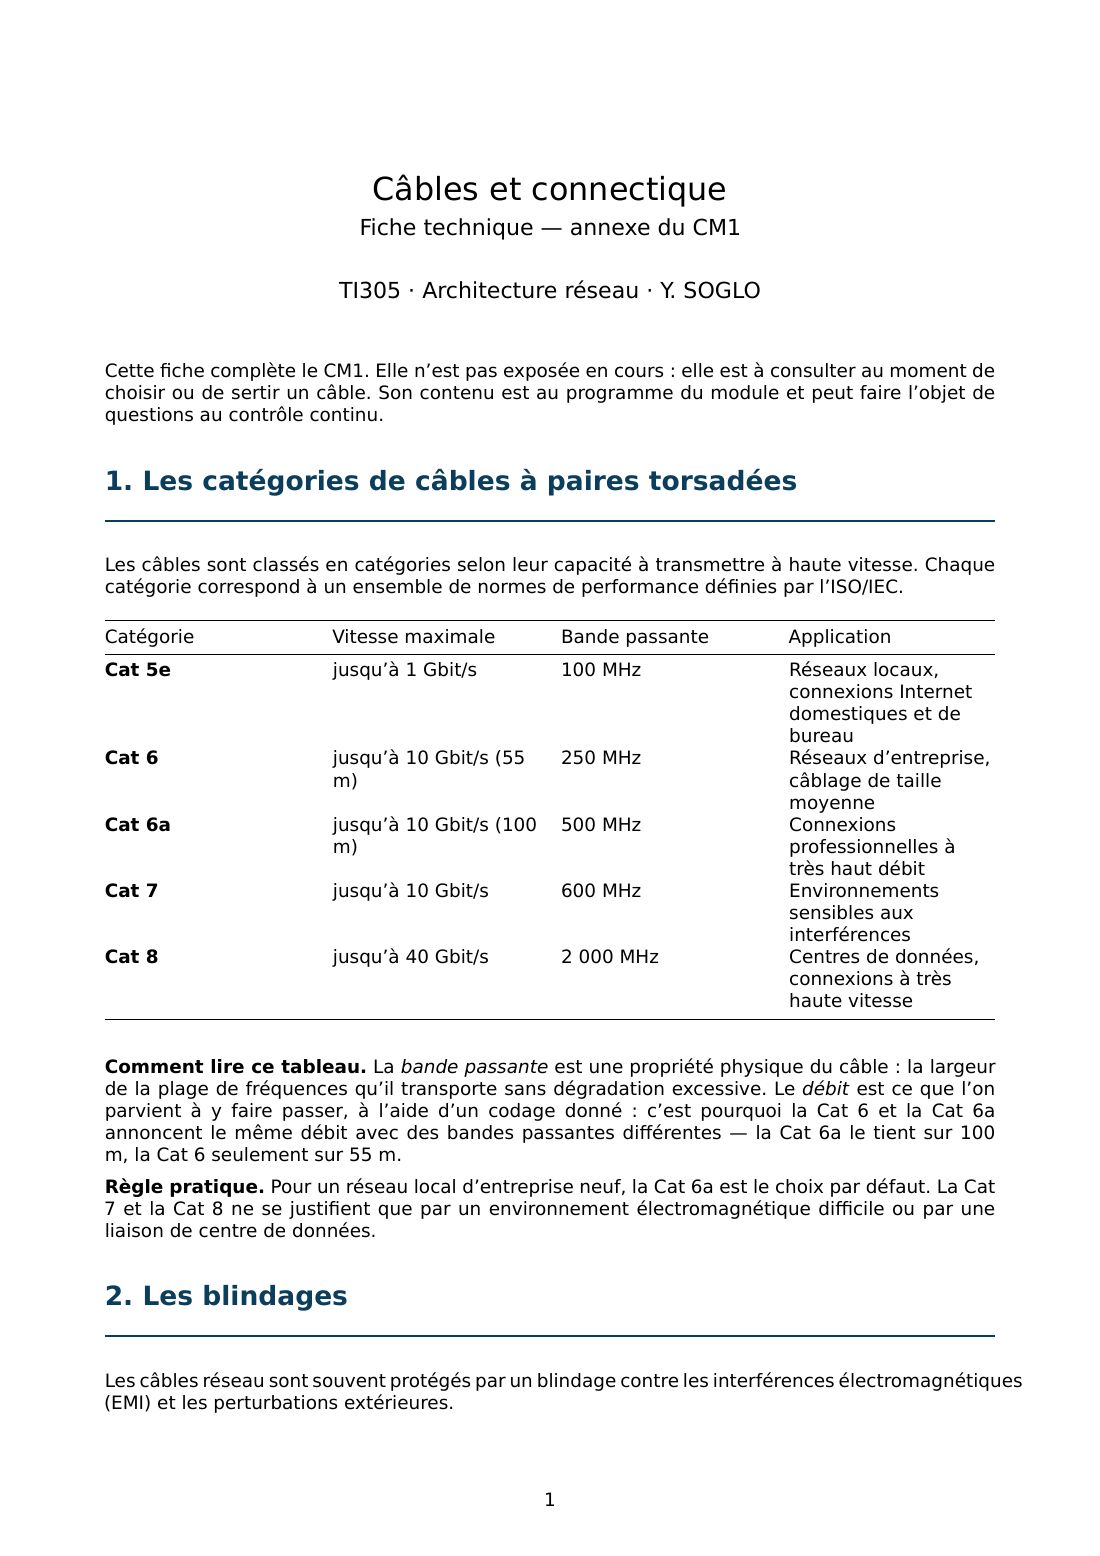 Câbles et connectique
Fiche technique — annexe du CM1
TI305 · Architecture réseau · Y. SOGLO
Cette fiche complète le CM1. Elle n’est pas exposée en cours : elle est à consulter au moment de
choisir ou de sertir un câble. Son contenu est au programme du module et peut faire l’objet de
questions au contrôle continu.
1. Les catégories de câbles à paires torsadées
Les câbles sont classés en catégories selon leur capacité à transmettre à haute vitesse. Chaque
catégorie correspond à un ensemble de normes de performance définies par l’ISO/IEC.
Catégorie Vitesse maximale Bande passante Application
Cat 5e jusqu’à 1 Gbit/s 100 MHz Réseaux locaux,
connexions Internet
domestiques et de
bureau
Cat 6 jusqu’à 10 Gbit/s (55 250 MHz Réseaux d’entreprise,
m) câblage de taille
moyenne
Cat 6a jusqu’à 10 Gbit/s (100 500 MHz Connexions
m) professionnelles à
très haut débit
Cat 7 jusqu’à 10 Gbit/s 600 MHz Environnements
sensibles aux
interférences
Cat 8 jusqu’à 40 Gbit/s 2 000 MHz Centres de données,
connexions à très
haute vitesse
Comment lire ce tableau. La bande passante est une propriété physique du câble : la largeur
de la plage de fréquences qu’il transporte sans dégradation excessive. Le débit est ce que l’on
parvient à y faire passer, à l’aide d’un codage donné : c’est pourquoi la Cat 6 et la Cat 6a
annoncent le même débit avec des bandes passantes différentes — la Cat 6a le tient sur 100
m, la Cat 6 seulement sur 55 m.
Règle pratique. Pour un réseau local d’entreprise neuf, la Cat 6a est le choix par défaut. La Cat
7 et la Cat 8 ne se justifient que par un environnement électromagnétique difficile ou par une
liaison de centre de données.
2. Les blindages
Les câbles réseau sont souvent protégés par un blindage contre les interférences électromagnétiques
(EMI) et les perturbations extérieures.
1